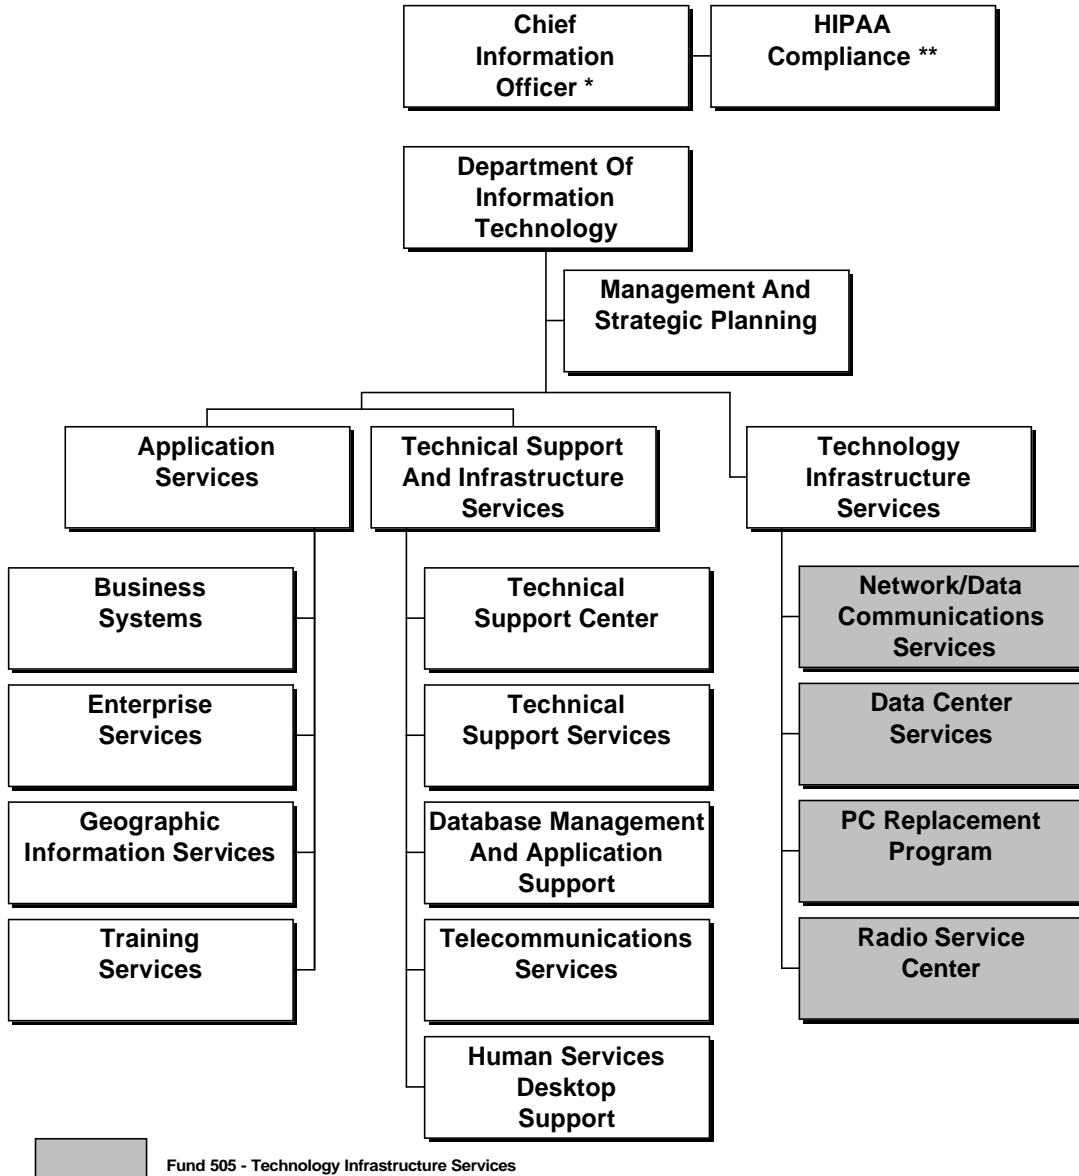 Chief
Information
Officer *
HIPAA
Compliance **
Department Of
Information
Technology
Management And
Strategic Planning
Application
Services
Technical Support
And Infrastructure
Services
Technology
Infrastructure
Services
Business
Systems
Enterprise
Services
Geographic
Information Services
Training
Services
Technical
Support Center
Technical
Support Services
Database Management
And Application
Support
Telecommunications
Services
Human Services
Desktop
Support
Network/Data
Communications
Services
Data Center
Services
PC Replacement
Program
Radio Service
Center
Fund 505 - Technology Infrastructure Services